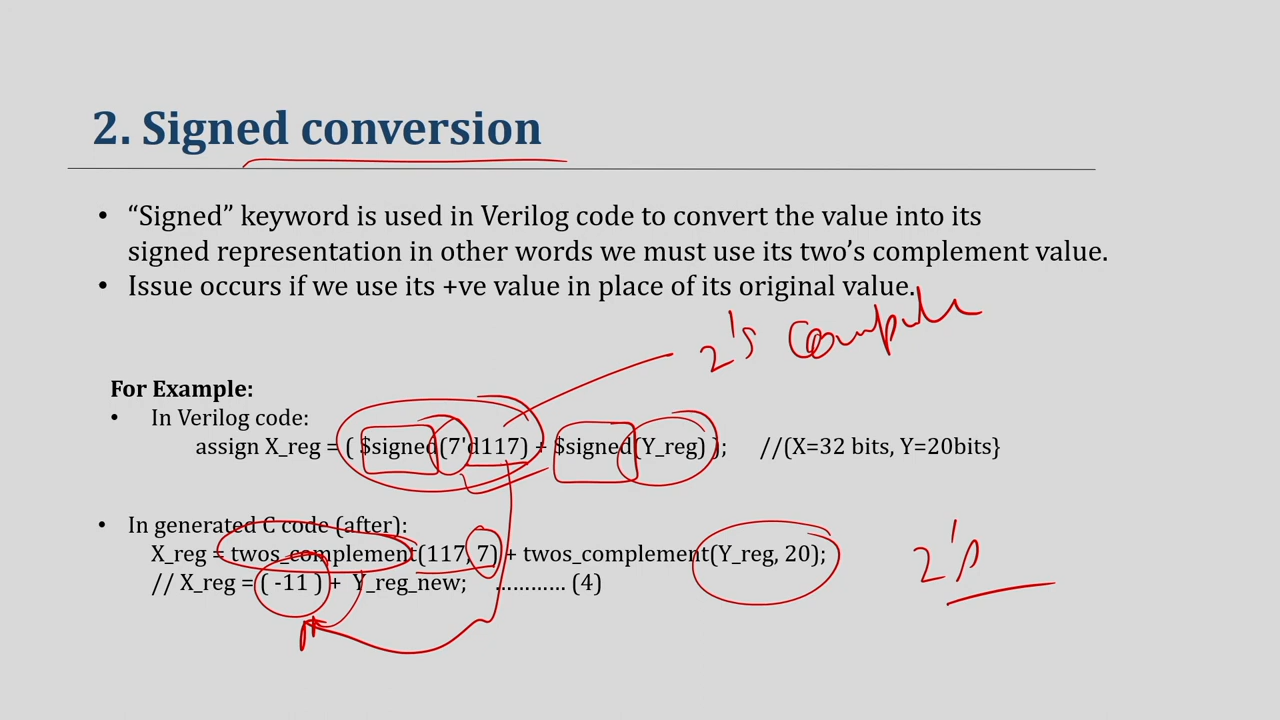 2. Signed conversion
• “Signed” keyword is used in Verilog code to convert the value into its
signed representation in other words we must use its two’s complement value.
• Issue occurs if we use its +ve value in place of its original value.
2's
For Example:
• In Verilog code:
assign X_reg = ( $signed(7'd117) + $signed(Y_reg) ); //(X=32 bits, Y=20bits}
• In generated C code (after):
X_reg = twos_complement(117, 7) + twos_complement(Y_reg, 20);
2's
// X_reg = ( -11 ) + Y_reg_new; ………… (4)